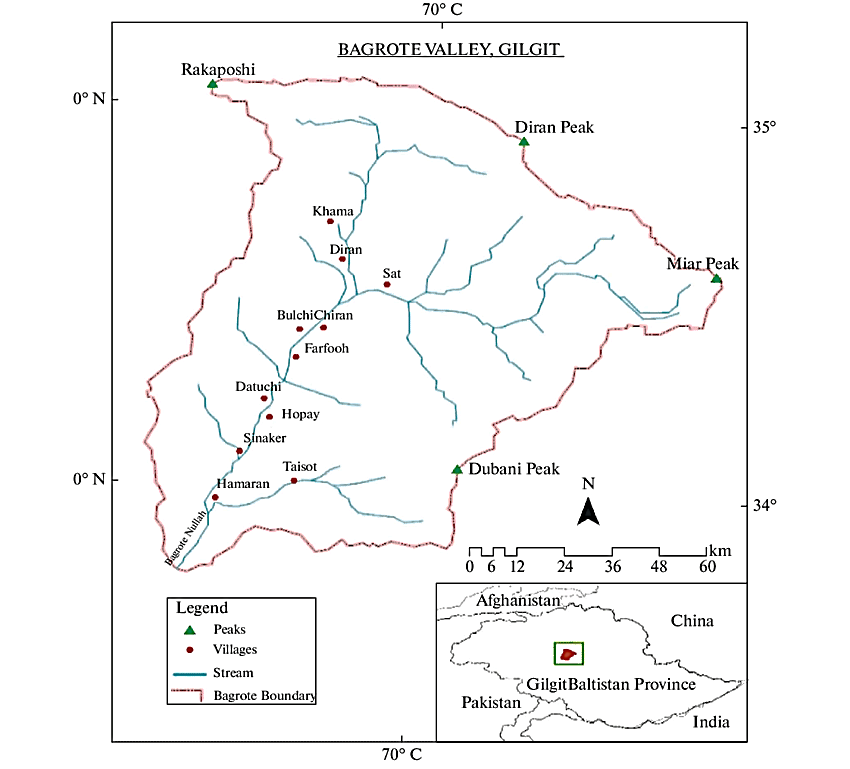 70° C
BAGROTE VALLEY, GILGIT
Rakaposhi
0° N
Diran Peak
35°
Khama
Diran
Miar Peak
Sat
BulchiChiran
Farfooh
Datuchi
Hopay
Sinaker
Taisot
Dubani Peak
0° N
Hamaran
N
34°
Bagrote Nullah
km
0 6 12 24 36 48 60
Legend
Peaks
Villages
Stream
Bagrote Boundary
Afghanistan
China
GilgitBaltistan Province
Pakistan
India
70° C